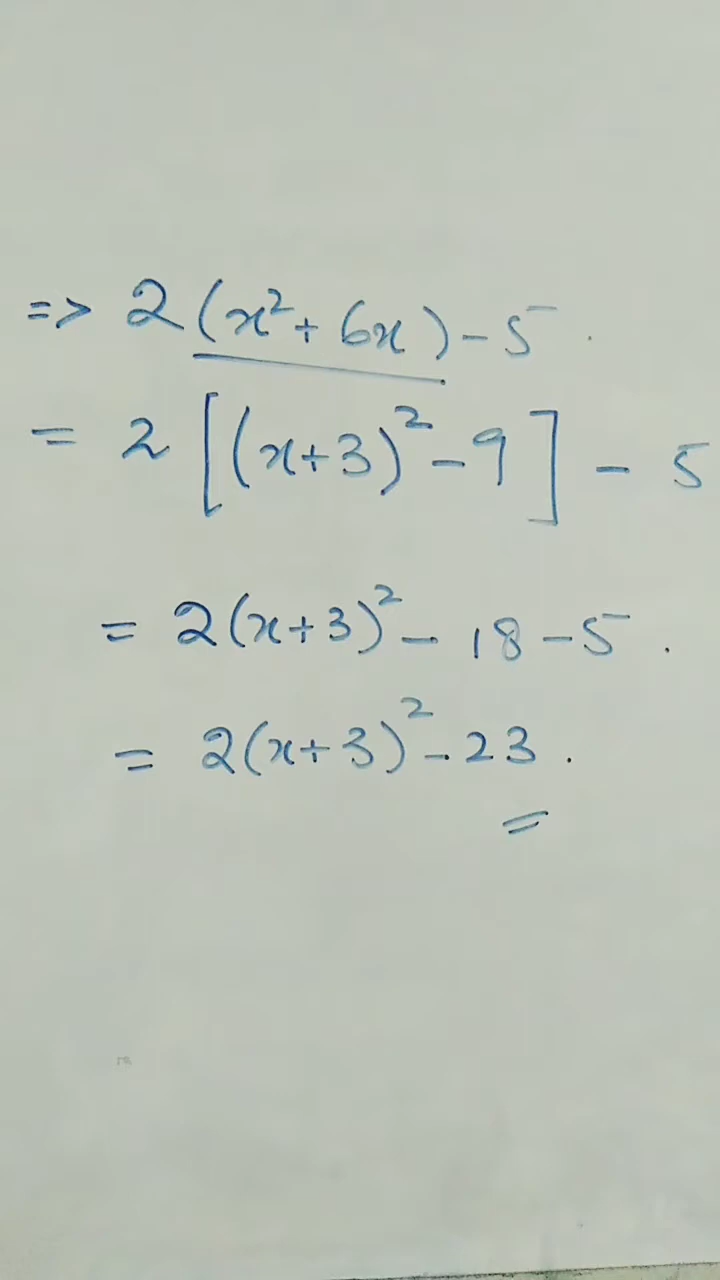 => 2(x²+6x)-5.
= 2[(x+3)²-9]-5
= 2(x+3)²-18-5.
= 2(x+3)²-23.
=